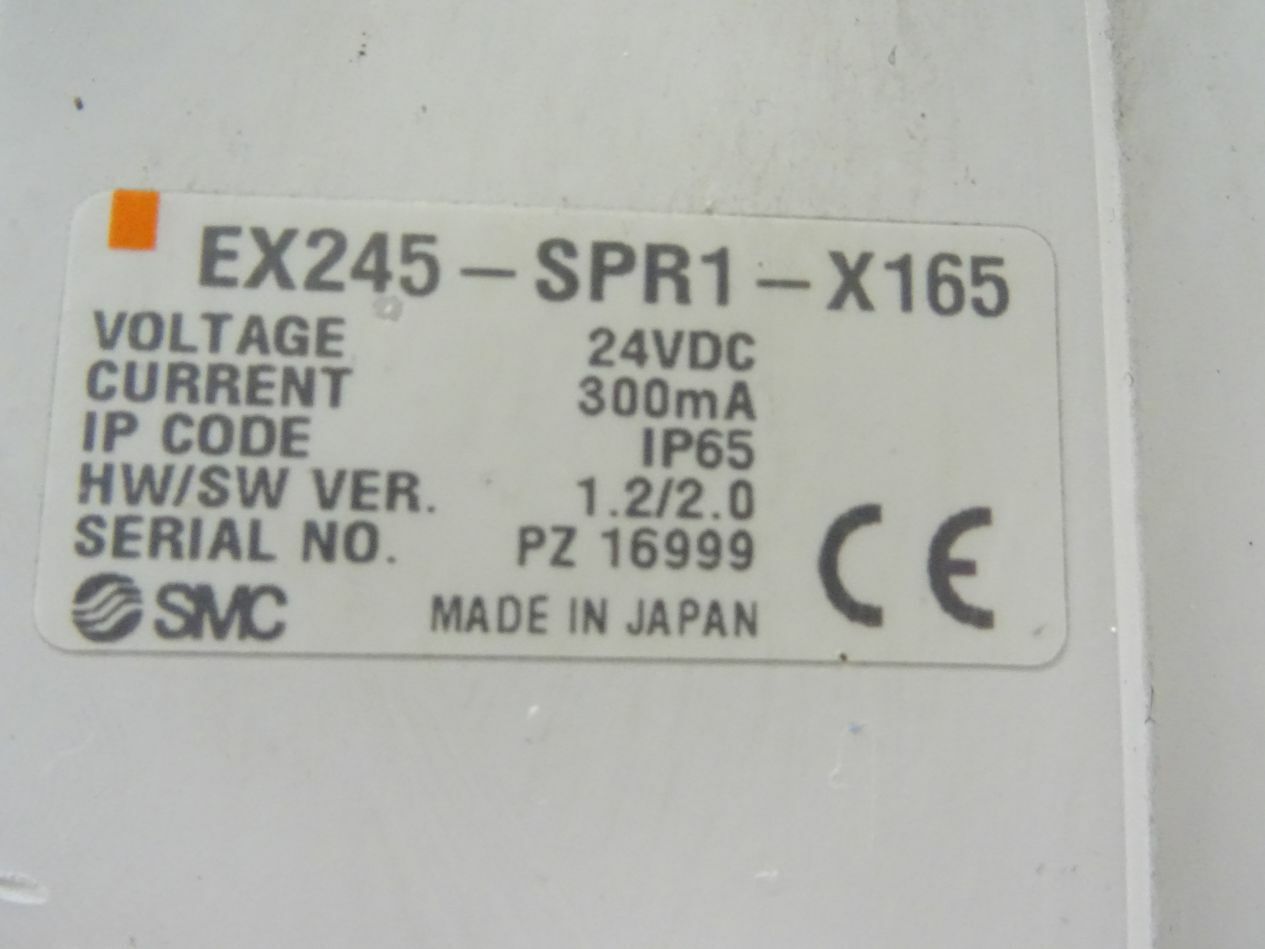 EX245-SPR1-X165
VOLTAGE 24VDC
CURRENT 300mA
IP CODE IP65
HW/SW VER. 1.2/2.0
SERIAL NO. PZ 16999
SMC MADE IN JAPAN CE